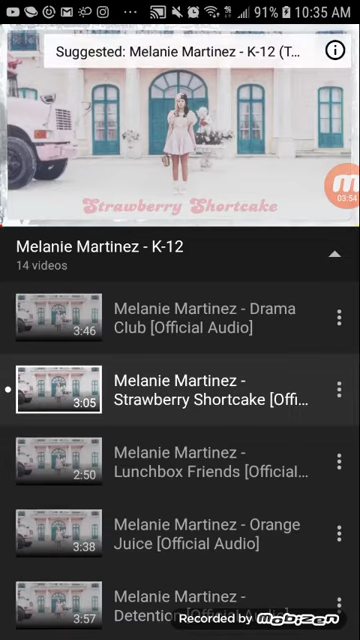 91% 10:35 AM
Suggested: Melanie Martinez - K-12 (T...
Strawberry Shortcake
03:54
Melanie Martinez - K-12
14 videos
3:46
Melanie Martinez - Drama
Club [Official Audio]
3:05
Melanie Martinez -
Strawberry Shortcake [Offi...
2:50
Melanie Martinez -
Lunchbox Friends [Official...
3:38
Melanie Martinez - Orange
Juice [Official Audio]
3:57
Melanie Martinez -
Detention
Recorded by Mobizen